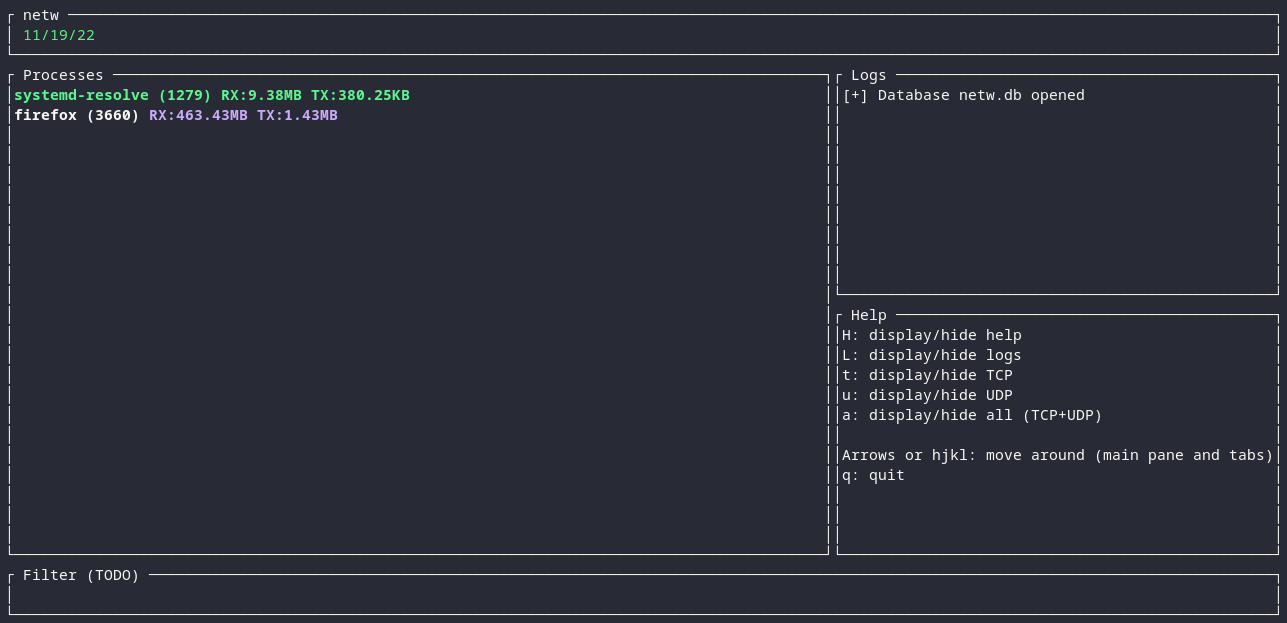 netw
11/19/22
Processes
systemd-resolve (1279) RX:9.38MB TX:380.25KB
firefox (3660) RX:463.43MB TX:1.43MB
Logs
[+] Database netw.db opened
Help
H: display/hide help
L: display/hide logs
t: display/hide TCP
u: display/hide UDP
a: display/hide all (TCP+UDP)
Arrows or hjkl: move around (main pane and tabs)
q: quit
Filter (TODO)